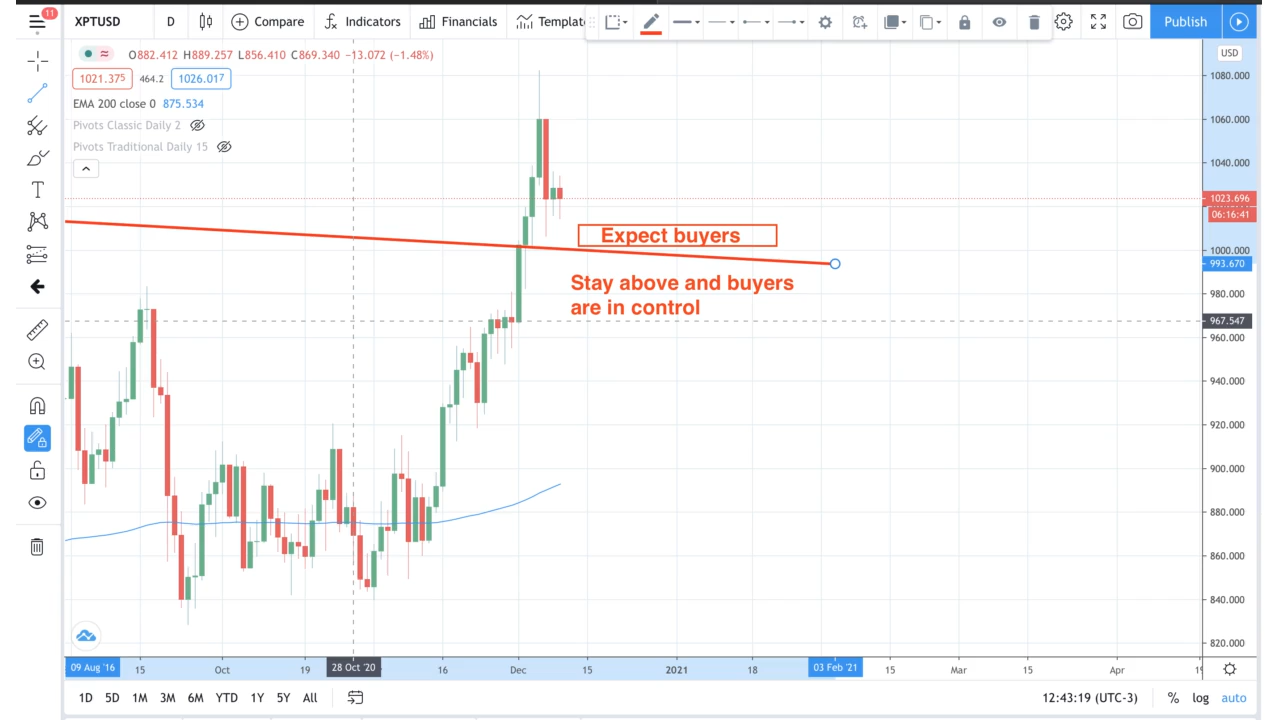 11
XPTUSD
D
Compare
Indicators
Financials
Templat
Publish
O882.412 H889.257 L856.410 C869.340 −13.072 (−1.48%)
1021.375 464.2 1026.017
EMA 200 close 0 875.534
Pivots Classic Daily 2
Pivots Traditional Daily 15
USD
1080.000
1060.000
1040.000
1023.696
06:16:41
1000.000
993.670
980.000
967.547
960.000
940.000
920.000
900.000
880.000
860.000
840.000
820.000
Expect buyers
Stay above and buyers
are in control
09 Aug '16 15 Oct 19 28 Oct '20 16 Dec 15 2021 18 03 Feb '21 15 Mar 15 Apr
1D 5D 1M 3M 6M YTD 1Y 5Y All 12:43:19 (UTC-3) % log auto